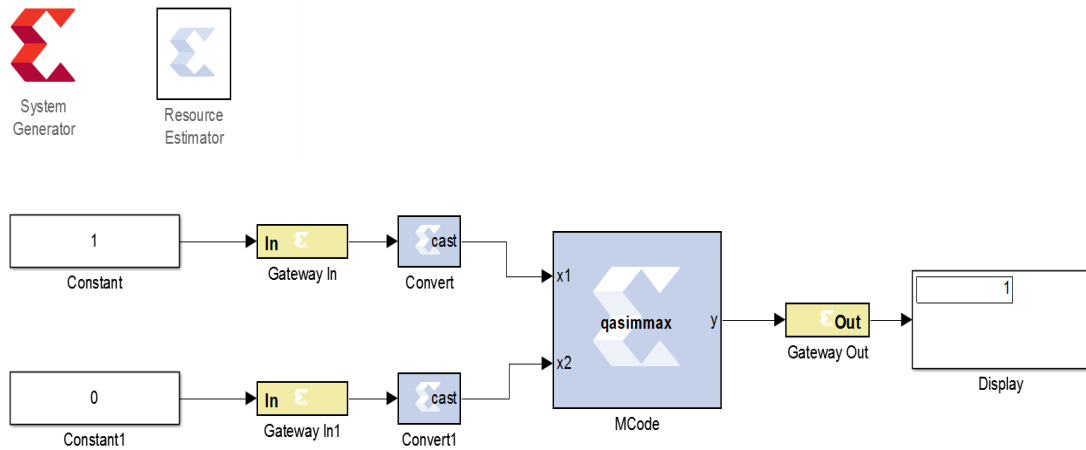 System
Generator
Resource
Estimator
1
Constant
In
Gateway In
cast
Convert
x1
x2
qasimmax
y
MCode
Out
Gateway Out
1
Display
0
Constant1
In
Gateway In1
cast
Convert1